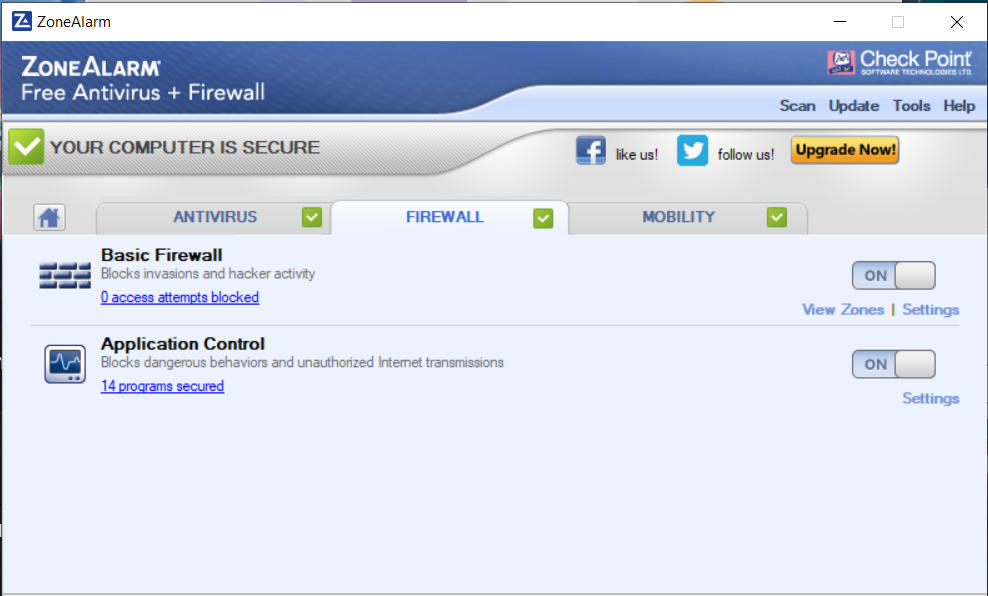 ZoneAlarm
ZONEALARM
Free Antivirus + Firewall
Check Point
SOFTWARE TECHNOLOGIES LTD.
Scan Update Tools Help
YOUR COMPUTER IS SECURE
like us! follow us! Upgrade Now!
ANTIVIRUS FIREWALL MOBILITY
Basic Firewall
Blocks invasions and hacker activity
0 access attempts blocked
ON
View Zones | Settings
Application Control
Blocks dangerous behaviors and unauthorized Internet transmissions
14 programs secured
ON
Settings